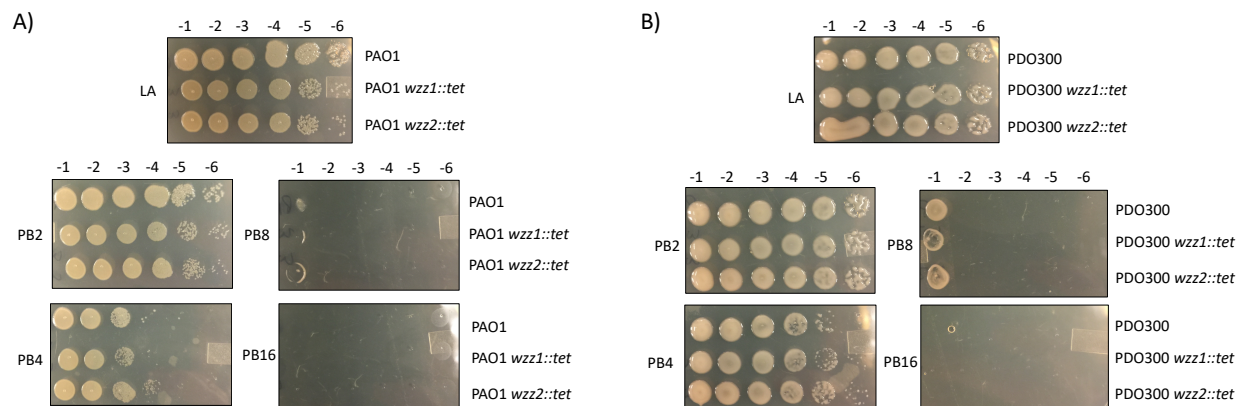 A)
-1 -2 -3 -4 -5 -6
LA
PAO1
PAO1 wzz1::tet
PAO1 wzz2::tet
-1 -2 -3 -4 -5 -6
-1 -2 -3 -4 -5 -6
PB2
PB8
PAO1
PAO1 wzz1::tet
PAO1 wzz2::tet
PB4
PB16
PAO1
PAO1 wzz1::tet
PAO1 wzz2::tet
B)
-1 -2 -3 -4 -5 -6
LA
PDO300
PDO300 wzz1::tet
PDO300 wzz2::tet
-1 -2 -3 -4 -5 -6
-1 -2 -3 -4 -5 -6
PB2
PB8
PDO300
PDO300 wzz1::tet
PDO300 wzz2::tet
PB4
PB16
PDO300
PDO300 wzz1::tet
PDO300 wzz2::tet